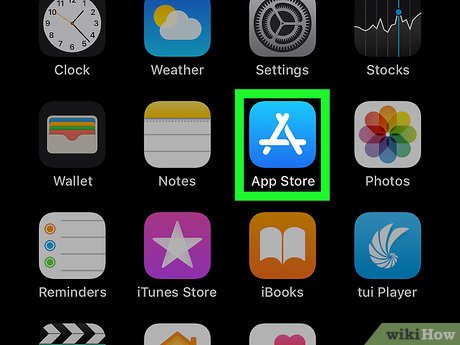 Clock Weather Settings Stocks
Wallet Notes App Store Photos
Reminders iTunes Store iBooks tui Player
wikiHow